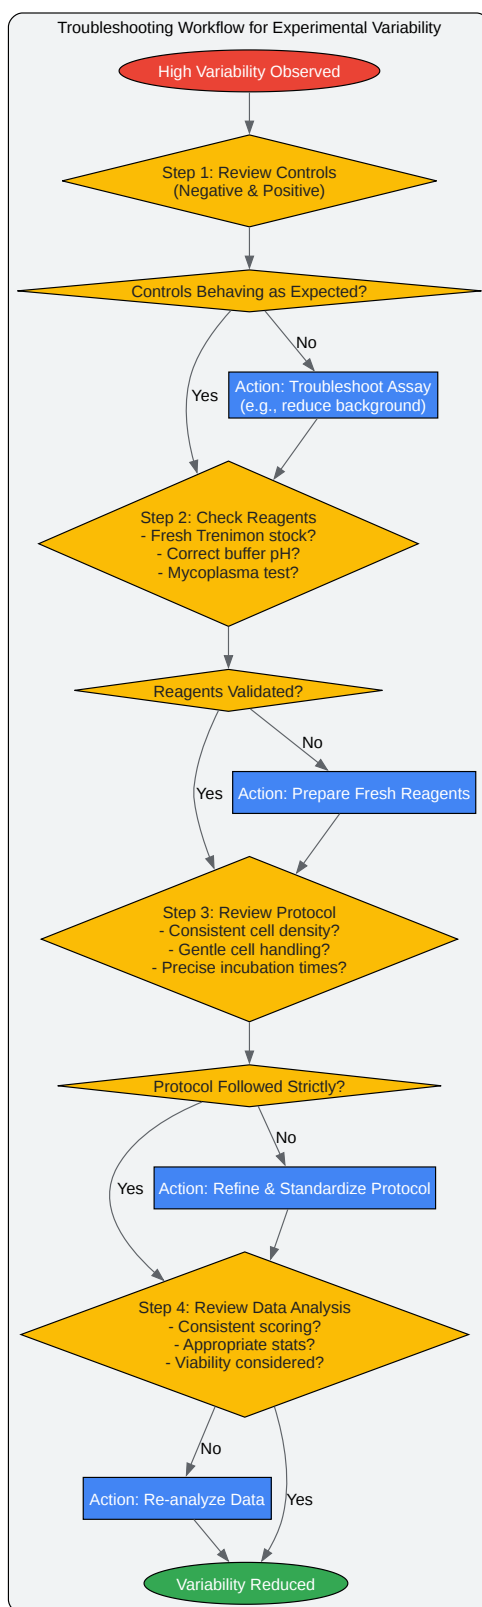 Troubleshooting Workflow for Experimental Variability
High Variability Observed
Step 1: Review Controls
(Negative & Positive)
Controls Behaving as Expected?
No
Yes
Action: Troubleshoot Assay
(e.g., reduce background)
Step 2: Check Reagents
- Fresh Trenimon stock?
- Correct buffer pH?
- Mycoplasma test?
Reagents Validated?
No
Yes
Action: Prepare Fresh Reagents
Step 3: Review Protocol
- Consistent cell density?
- Gentle cell handling?
- Precise incubation times?
Protocol Followed Strictly?
No
Yes
Action: Refine & Standardize Protocol
Step 4: Review Data Analysis
- Consistent scoring?
- Appropriate stats?
- Viability considered?
No
Action: Re-analyze Data
Yes
Variability Reduced